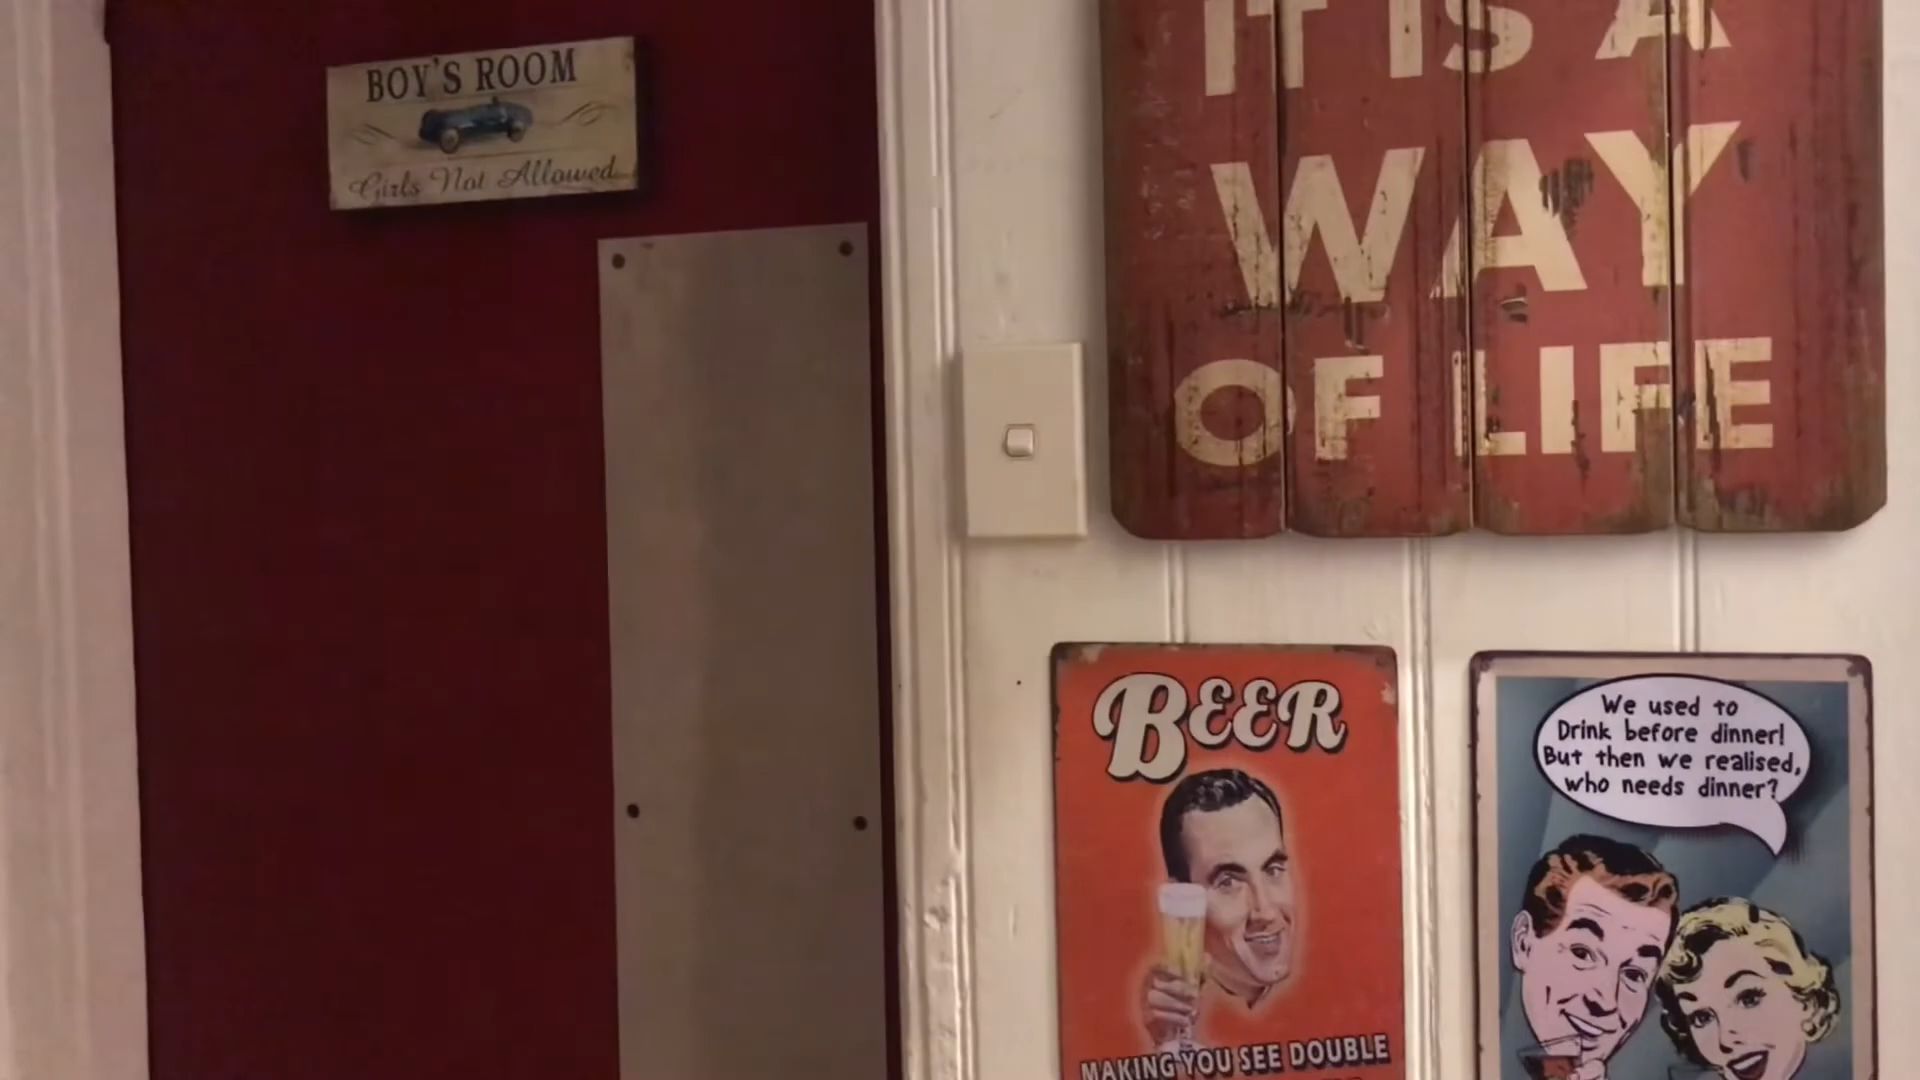 BOY'S ROOM
Girls Not Allowed
IT IS A
WAY
OF LIFE
BEER
MAKING YOU SEE DOUBLE
We used to
Drink before dinner!
But then we realised,
who needs dinner?